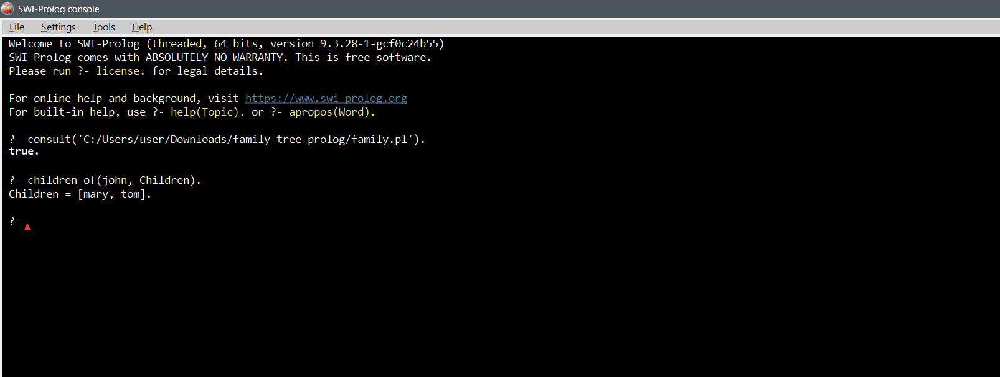 SWI-Prolog console
File Settings Tools Help
Welcome to SWI-Prolog (threaded, 64 bits, version 9.3.28-1-gcf0c24b55)
SWI-Prolog comes with ABSOLUTELY NO WARRANTY. This is free software.
Please run ?- license. for legal details.
For online help and background, visit https://www.swi-prolog.org
For built-in help, use ?- help(Topic). or ?- apropos(Word).
?- consult('C:/Users/user/Downloads/family-tree-prolog/family.pl').
true.
?- children_of(john, Children).
Children = [mary, tom].
?-